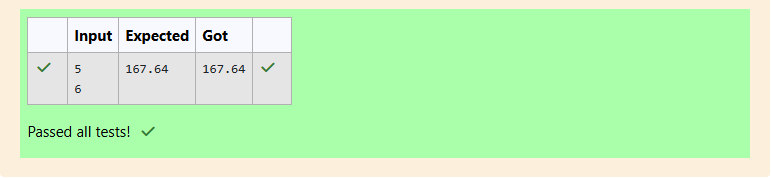 Input Expected Got
5 167.64 167.64
6
Passed all tests!